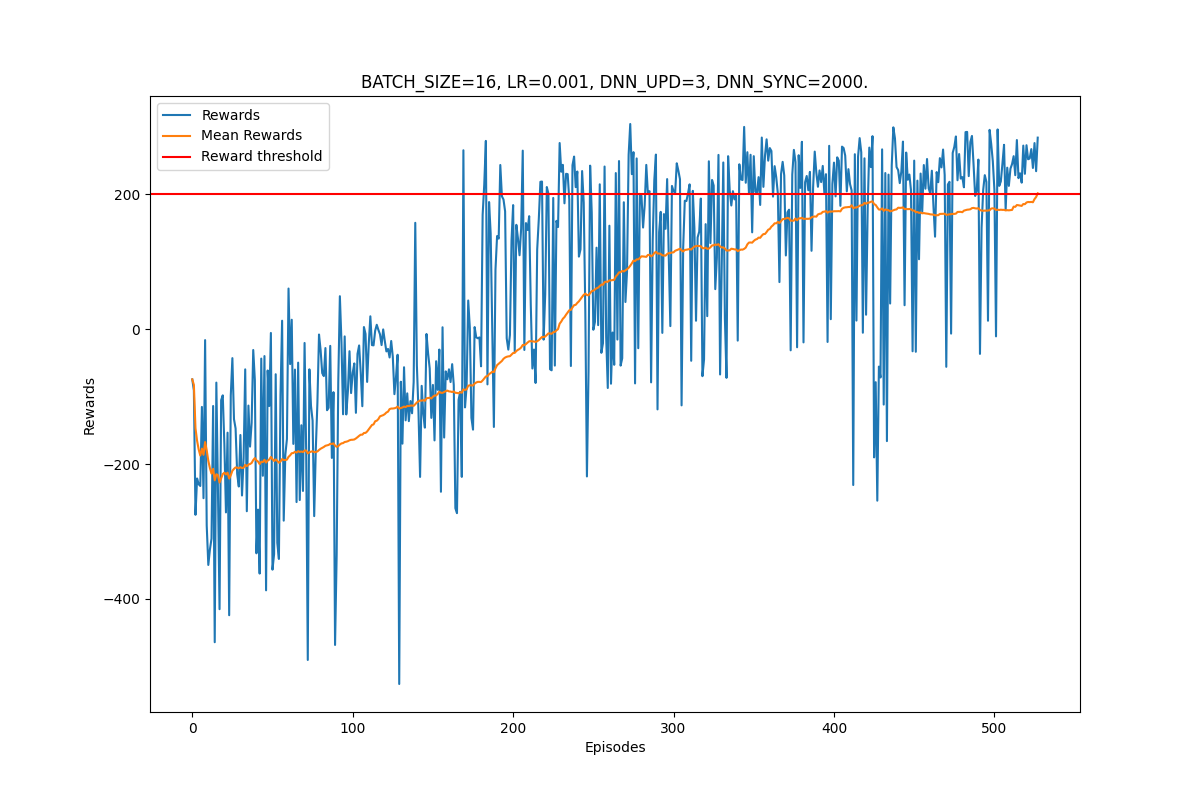 BATCH_SIZE=16, LR=0.001, DNN_UPD=3, DNN_SYNC=2000.
Rewards
Mean Rewards
Reward threshold
200
0
−200
−400
Rewards
0
100
200
300
400
500
Episodes